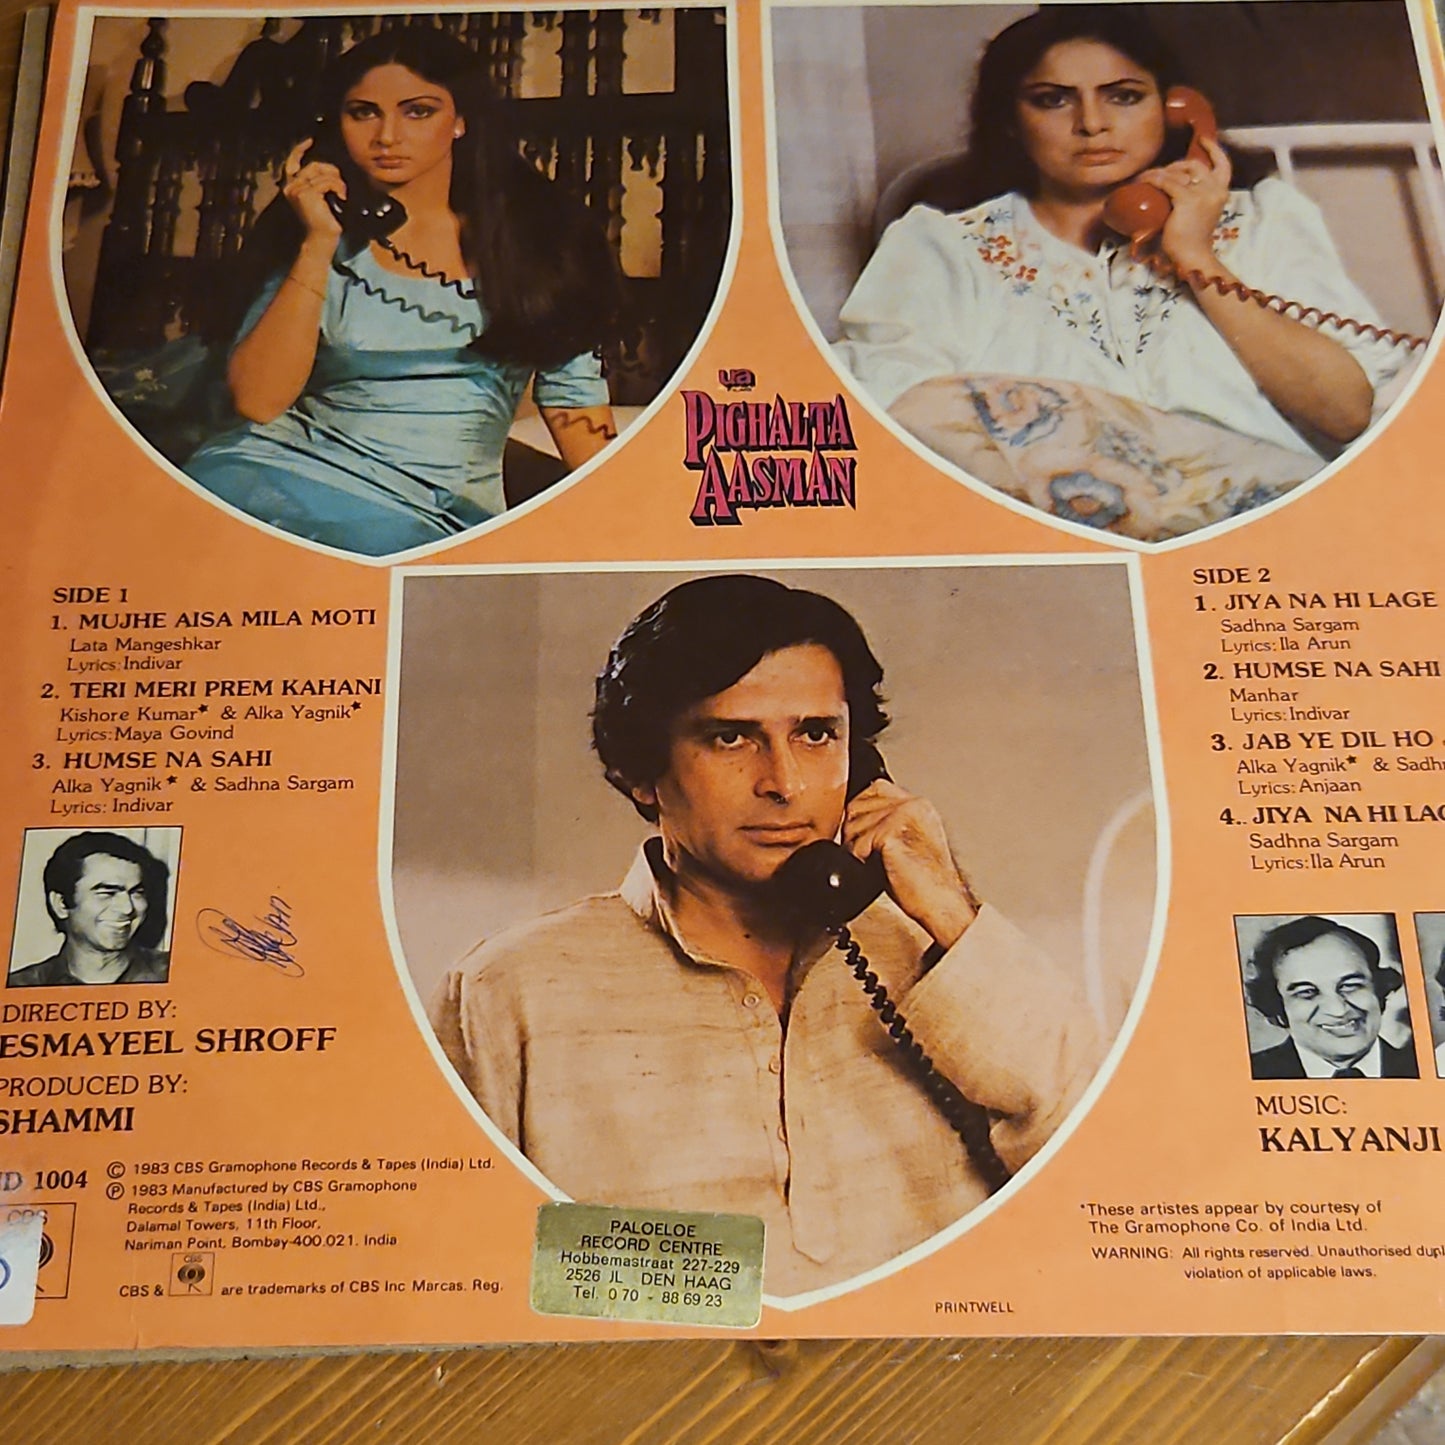 ua
PIGHALTA
AASMAN
SIDE 1
1. MUJHE AISA MILA MOTI
Lata Mangeshkar
Lyrics: Indivar
2. TERI MERI PREM KAHANI
Kishore Kumar* & Alka Yagnik*
Lyrics: Maya Govind
3. HUMSE NA SAHI
Alka Yagnik* & Sadhna Sargam
Lyrics: Indivar
DIRECTED BY:
ESMAYEEL SHROFF
PRODUCED BY:
SHAMMI
SIDE 2
1. JIYA NA HI LAGE
Sadhna Sargam
Lyrics: Ila Arun
2. HUMSE NA SAHI
Manhar
Lyrics: Indivar
3. JAB YE DIL HO
Alka Yagnik* & Sadhn
Lyrics: Anjaan
4.. JIYA NA HI LAG
Sadhna Sargam
Lyrics: Ila Arun
MUSIC:
KALYANJI
ND 1004
© 1983 CBS Gramophone Records & Tapes (India) Ltd.
℗ 1983 Manufactured by CBS Gramophone
Records & Tapes (India) Ltd.,
Dalamal Towers, 11th Floor,
Nariman Point, Bombay-400.021. India
CBS
CBS
CBS & are trademarks of CBS Inc Marcas. Reg.
PALOELOE
RECORD CENTRE
Hobbemastraat 227-229
2526 JL DEN HAAG
Tel. 070 - 88 69 23
*These artistes appear by courtesy of
The Gramophone Co. of India Ltd.
WARNING: All rights reserved. Unauthorised dupl
violation of applicable laws.
PRINTWELL